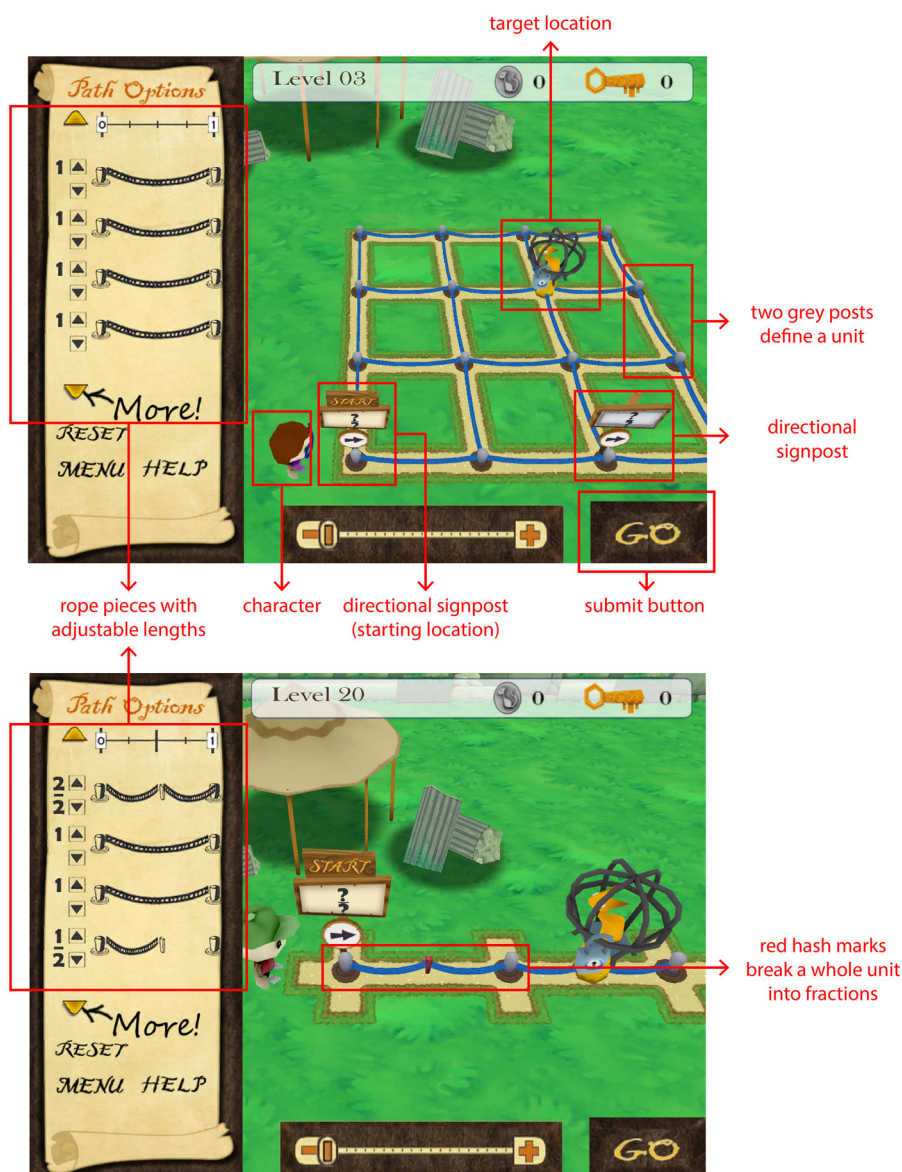 target location
Path Options
Level 03
0
0
0
1
1
1
1
1
More!
RESET
MENU HELP
START
?
?
?
?
GO
two grey posts
define a unit
directional
signpost
rope pieces with
adjustable lengths
character
directional signpost
(starting location)
submit button
Path Options
Level 20
0
0
0
1
2
2
1
1
1
2
More!
RESET
MENU HELP
START
?
?
GO
red hash marks
break a whole unit
into fractions